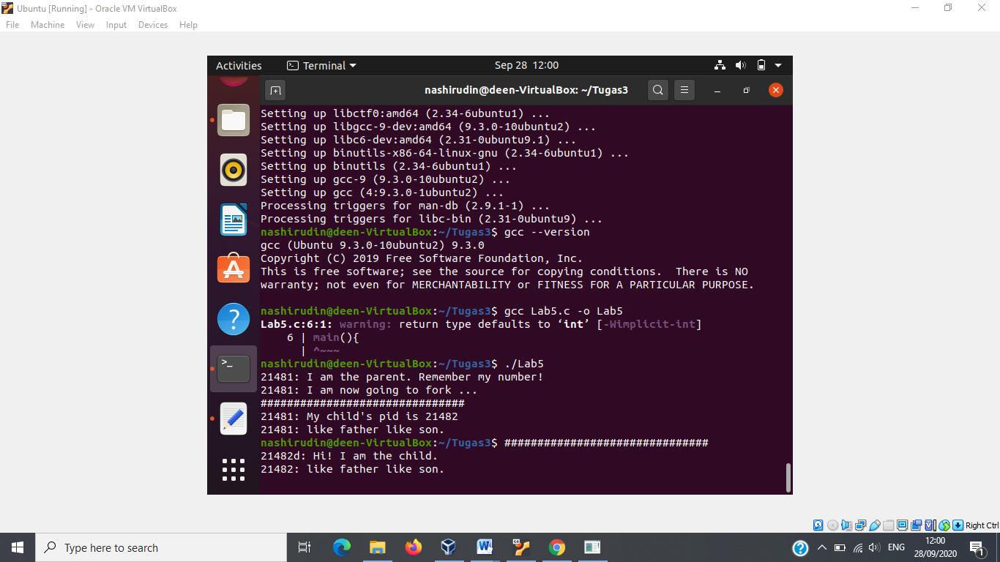 Ubuntu [Running] - Oracle VM VirtualBox
File Machine View Input Devices Help
Activities Terminal Sep 28 12:00
nashirudin@deen-VirtualBox: ~/Tugas3
Setting up libctf0:amd64 (2.34-6ubuntu1) ...
Setting up libgcc-9-dev:amd64 (9.3.0-10ubuntu2) ...
Setting up libc6-dev:amd64 (2.31-0ubuntu9.1) ...
Setting up binutils-x86-64-linux-gnu (2.34-6ubuntu1) ...
Setting up binutils (2.34-6ubuntu1) ...
Setting up gcc-9 (9.3.0-10ubuntu2) ...
Setting up gcc (4:9.3.0-1ubuntu2) ...
Processing triggers for man-db (2.9.1-1) ...
Processing triggers for libc-bin (2.31-0ubuntu9) ...
nashirudin@deen-VirtualBox:~/Tugas3$ gcc --version
gcc (Ubuntu 9.3.0-10ubuntu2) 9.3.0
Copyright (C) 2019 Free Software Foundation, Inc.
This is free software; see the source for copying conditions.  There is NO
warranty; not even for MERCHANTABILITY or FITNESS FOR A PARTICULAR PURPOSE.
nashirudin@deen-VirtualBox:~/Tugas3$ gcc Lab5.c -o Lab5
Lab5.c:6:1: warning: return type defaults to ‘int’ [-Wimplicit-int]
    6 | main(){
      | ^~~~
nashirudin@deen-VirtualBox:~/Tugas3$ ./Lab5
21481: I am the parent. Remember my number!
21481: I am now going to fork ...
###############################
21481: My child's pid is 21482
21481: like father like son.
nashirudin@deen-VirtualBox:~/Tugas3$ ###############################
21482d: Hi! I am the child.
21482: like father like son.
Right Ctrl
Type here to search
ENG
12:00
28/09/2020
1